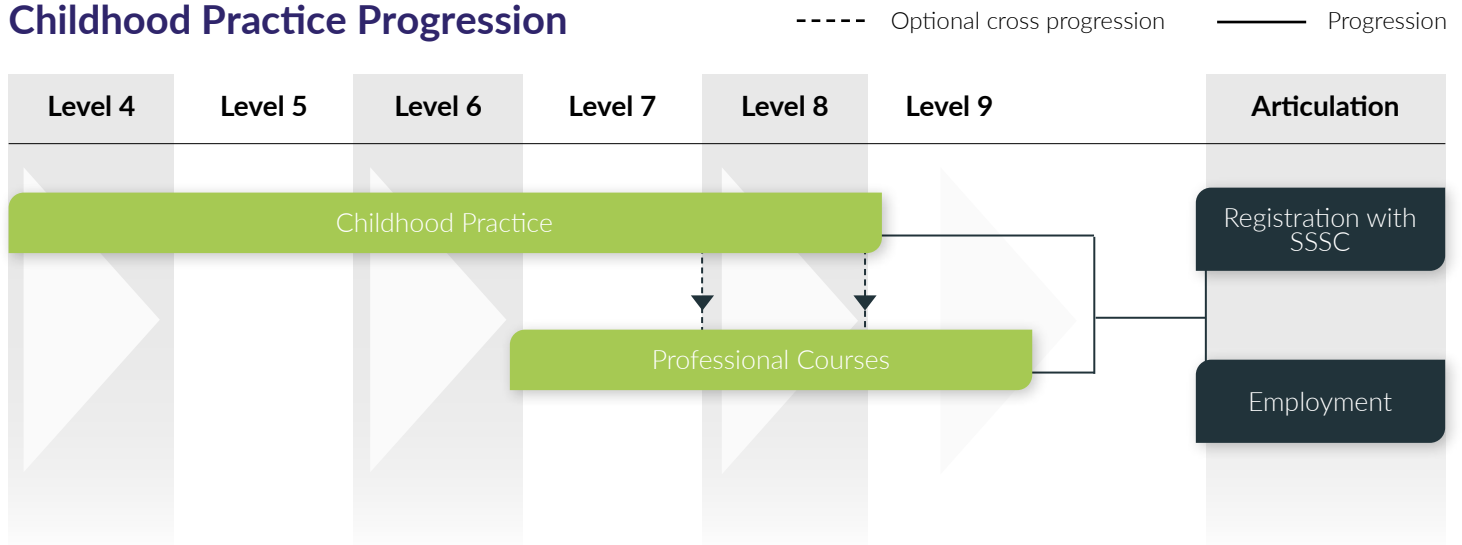 Childhood Practice Progression
Optional cross progression
Progression
Level 4
Level 5
Level 6
Level 7
Level 8
Level 9
Articulation
Childhood Practice
Registration with
SSSC
Professional Courses
Employment